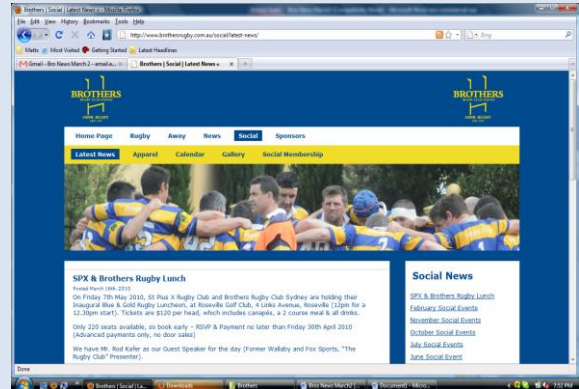 Brothers | Social | Latest News « - Mozilla Firefox
File Edit View History Bookmarks Tools Help
http://www.brothersrugby.com.au/social/latest-news/
Bing
Matts Most Visited Getting Started Latest Headlines
Gmail - Bro News March 2 - email.e...
Brothers | Social | Latest News «
BROTHERS
BROTHERS
Home Page Rugby Away News Social Sponsors
Latest News Apparel Calendar Gallery Social Membership
SPX & Brothers Rugby Lunch
Posted March 16th, 2010
On Friday 7th May 2010, St Pius X Rugby Club and Brothers Rugby Club Sydney are holding their
Inaugural Blue & Gold Rugby Luncheon, at Roseville Golf Club, 4 Links Avenue, Roseville (12pm for a
12.30pm start). Tickets are $120 per head, which includes canapés, a 2 course meal & all drinks.
Only 220 seats available, so book early – RSVP & Payment no later than Friday 30th April 2010
(Advanced payments only, no door sales)
We have Mr. Rod Kafer as our Guest Speaker for the day (Former Wallaby and Fox Sports, "The
Rugby Club" Presenter).
Social News
SPX & Brothers Rugby Lunch
February Social Events
November Social Events
October Social Events
July Social Events
June Social Event
Done
Brothers | Social | La...
Downloads
Brothers
Bros News March2 [...
Document0 - Micro...
7:52 PM